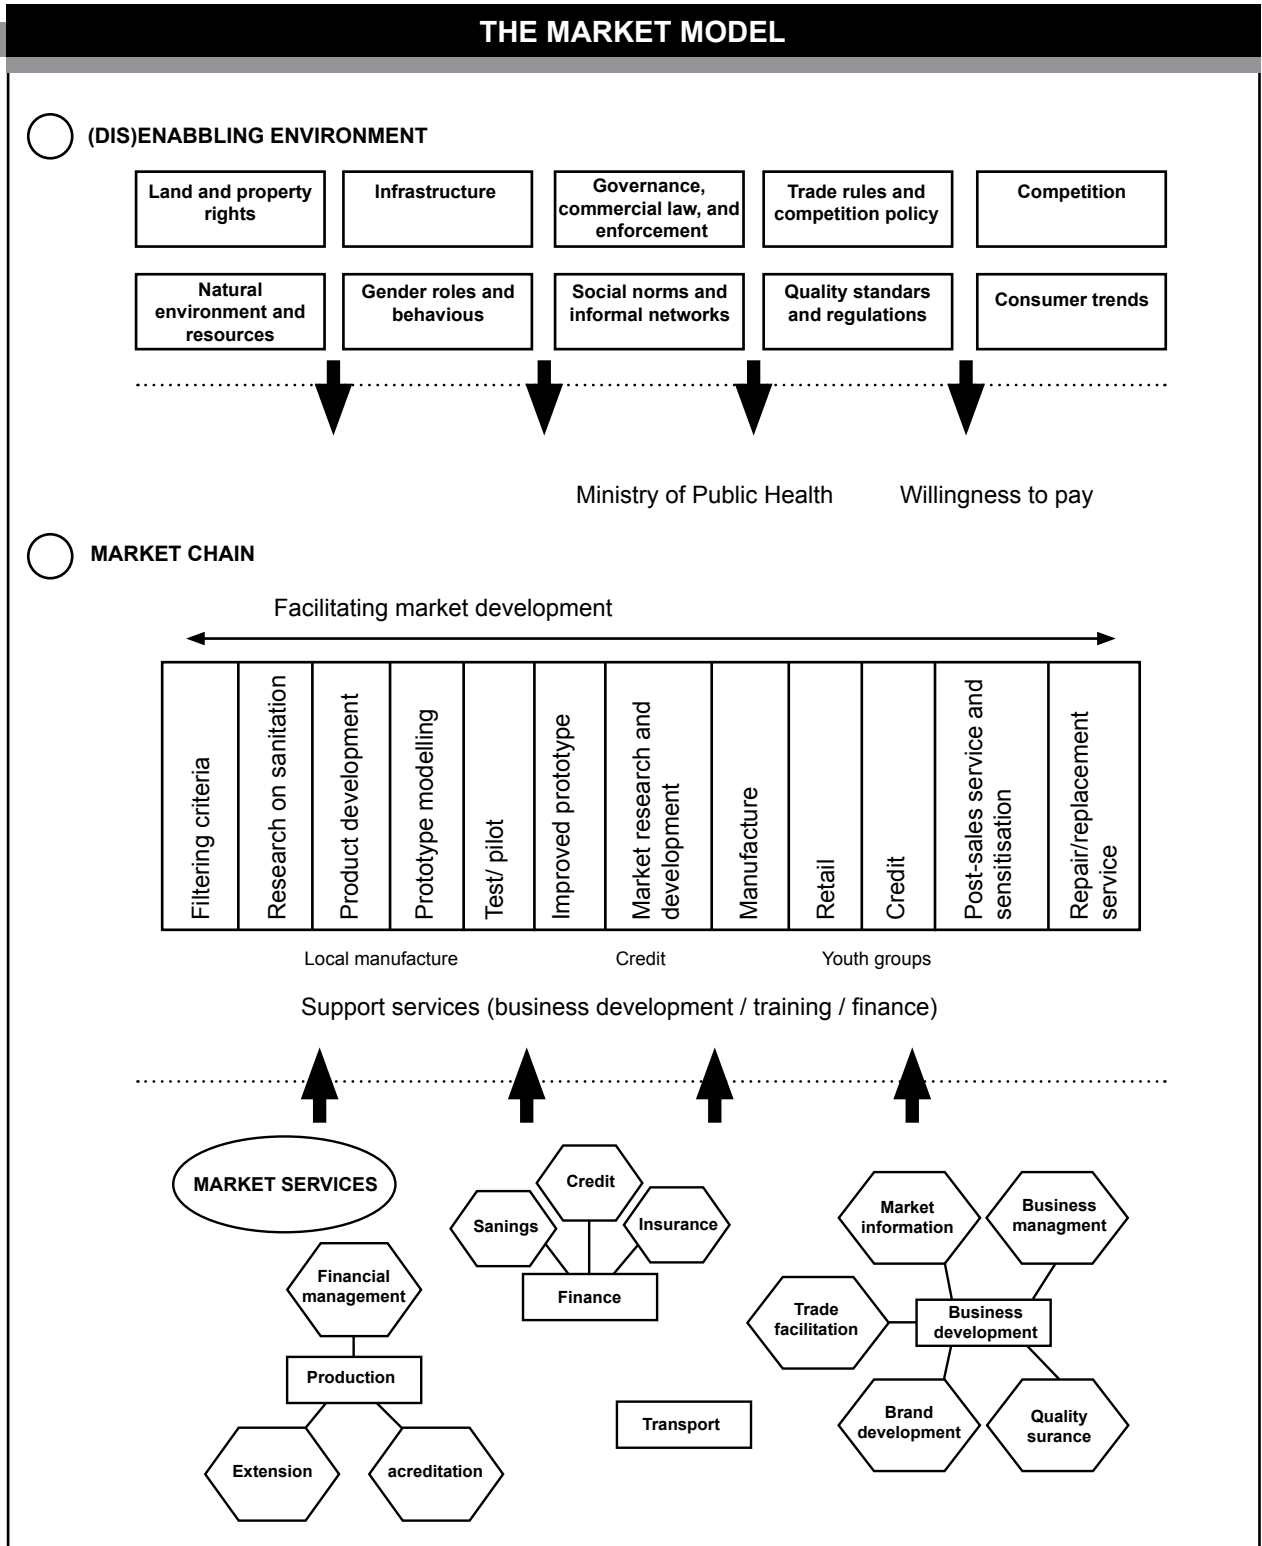 THE MARKET MODEL
(DIS)ENABBLING ENVIRONMENT
Land and property
rights
Infrastructure
Governance,
commercial law, and
enforcement
Trade rules and
competition policy
Competition
Natural
environment and
resources
Gender roles and
behavious
Social norms and
informal networks
Quality standars
and regulations
Consumer trends
Ministry of Public Health
Willingness to pay
MARKET CHAIN
Facilitating market development
Filtering criteria
Research on sanitation
Product development
Prototype modelling
Test/ pilot
Improved prototype
Market research and
development
Manufacture
Retail
Credit
Post-sales service and
sensitisation
Repair/replacement
service
Local manufacture
Credit
Youth groups
Support services (business development / training / finance)
MARKET SERVICES
Financial
management
Production
Extension
acreditation
Sanings
Credit
Insurance
Finance
Transport
Market
information
Business
managment
Trade
facilitation
Business
development
Brand
development
Quality
surance